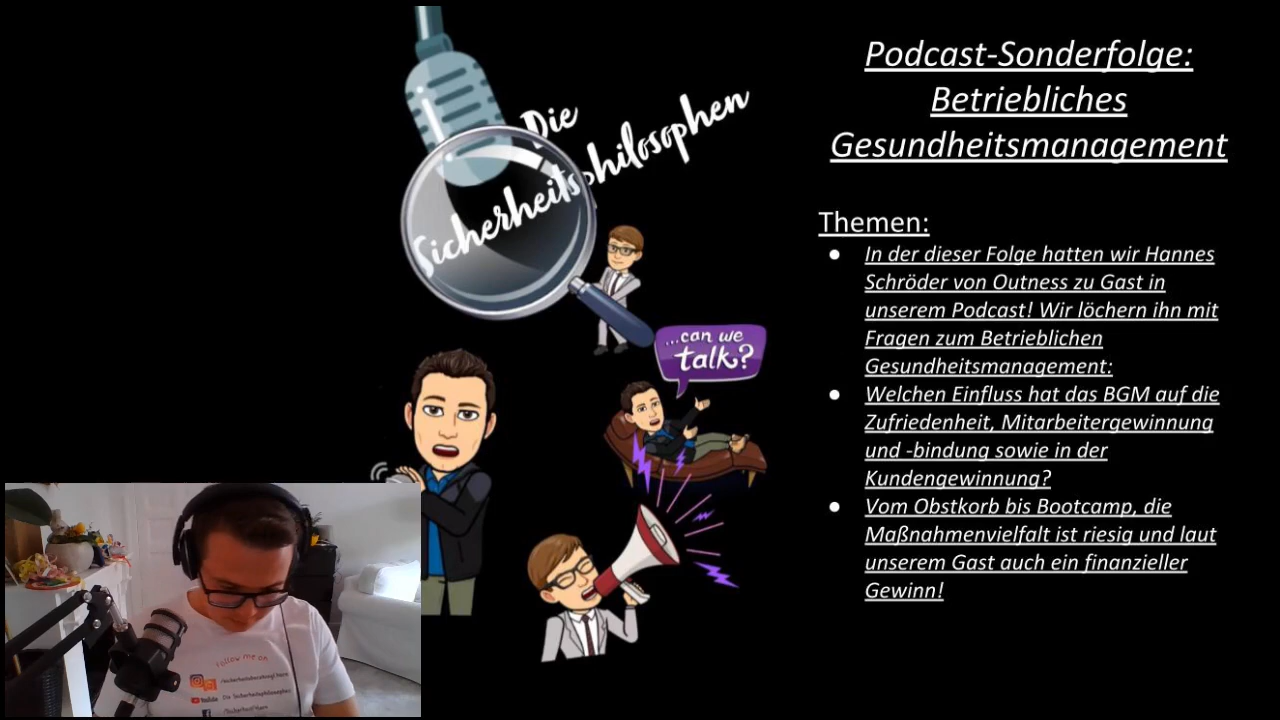 Die
Sicherheitsphilosophen
...can we
talk?
Podcast-Sonderfolge:
Betriebliches
Gesundheitsmanagement
Themen:
● In der dieser Folge hatten wir Hannes
Schröder von Outness zu Gast in
unserem Podcast! Wir löchern ihn mit
Fragen zum Betrieblichen
Gesundheitsmanagement:
● Welchen Einfluss hat das BGM auf die
Zufriedenheit, Mitarbeitergewinnung
und -bindung sowie in der
Kundengewinnung?
● Vom Obstkorb bis Bootcamp, die
Maßnahmenvielfalt ist riesig und laut
unserem Gast auch ein finanzieller
Gewinn!
Follow me on
YouTube Die Sicherheitsphilosophen